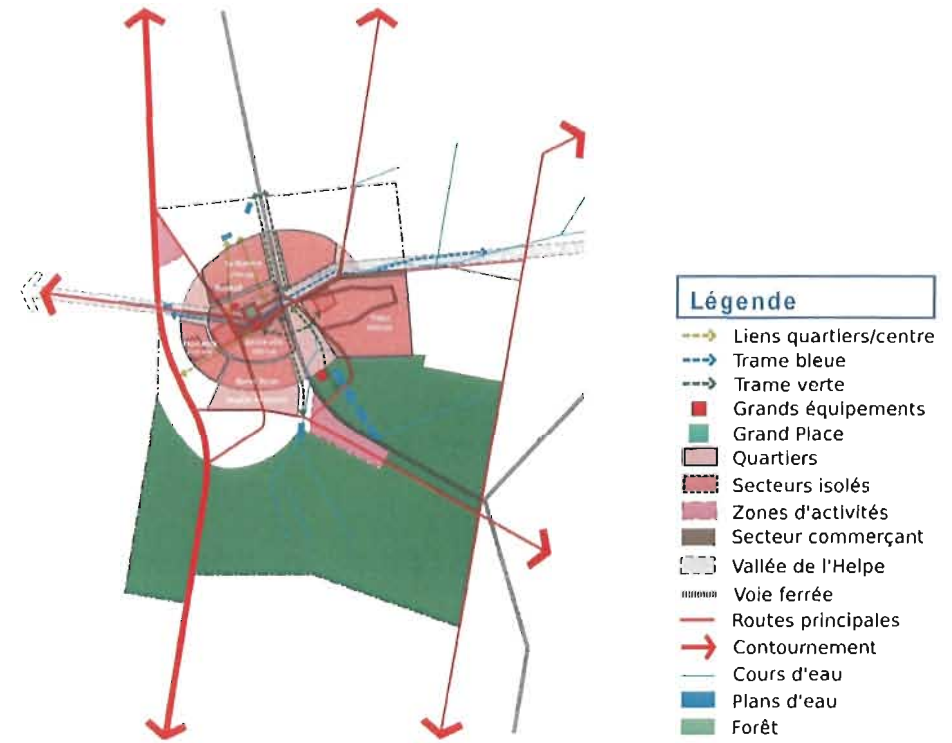 Légende
Liens quartiers/centre
Trame bleue
Trame verte
Grands équipements
Grand Place
Quartiers
Secteurs isolés
Zones d'activités
Secteur commerçant
Vallée de l'Helpe
Voie ferrée
Routes principales
Contournement
Cours d'eau
Plans d'eau
Forêt